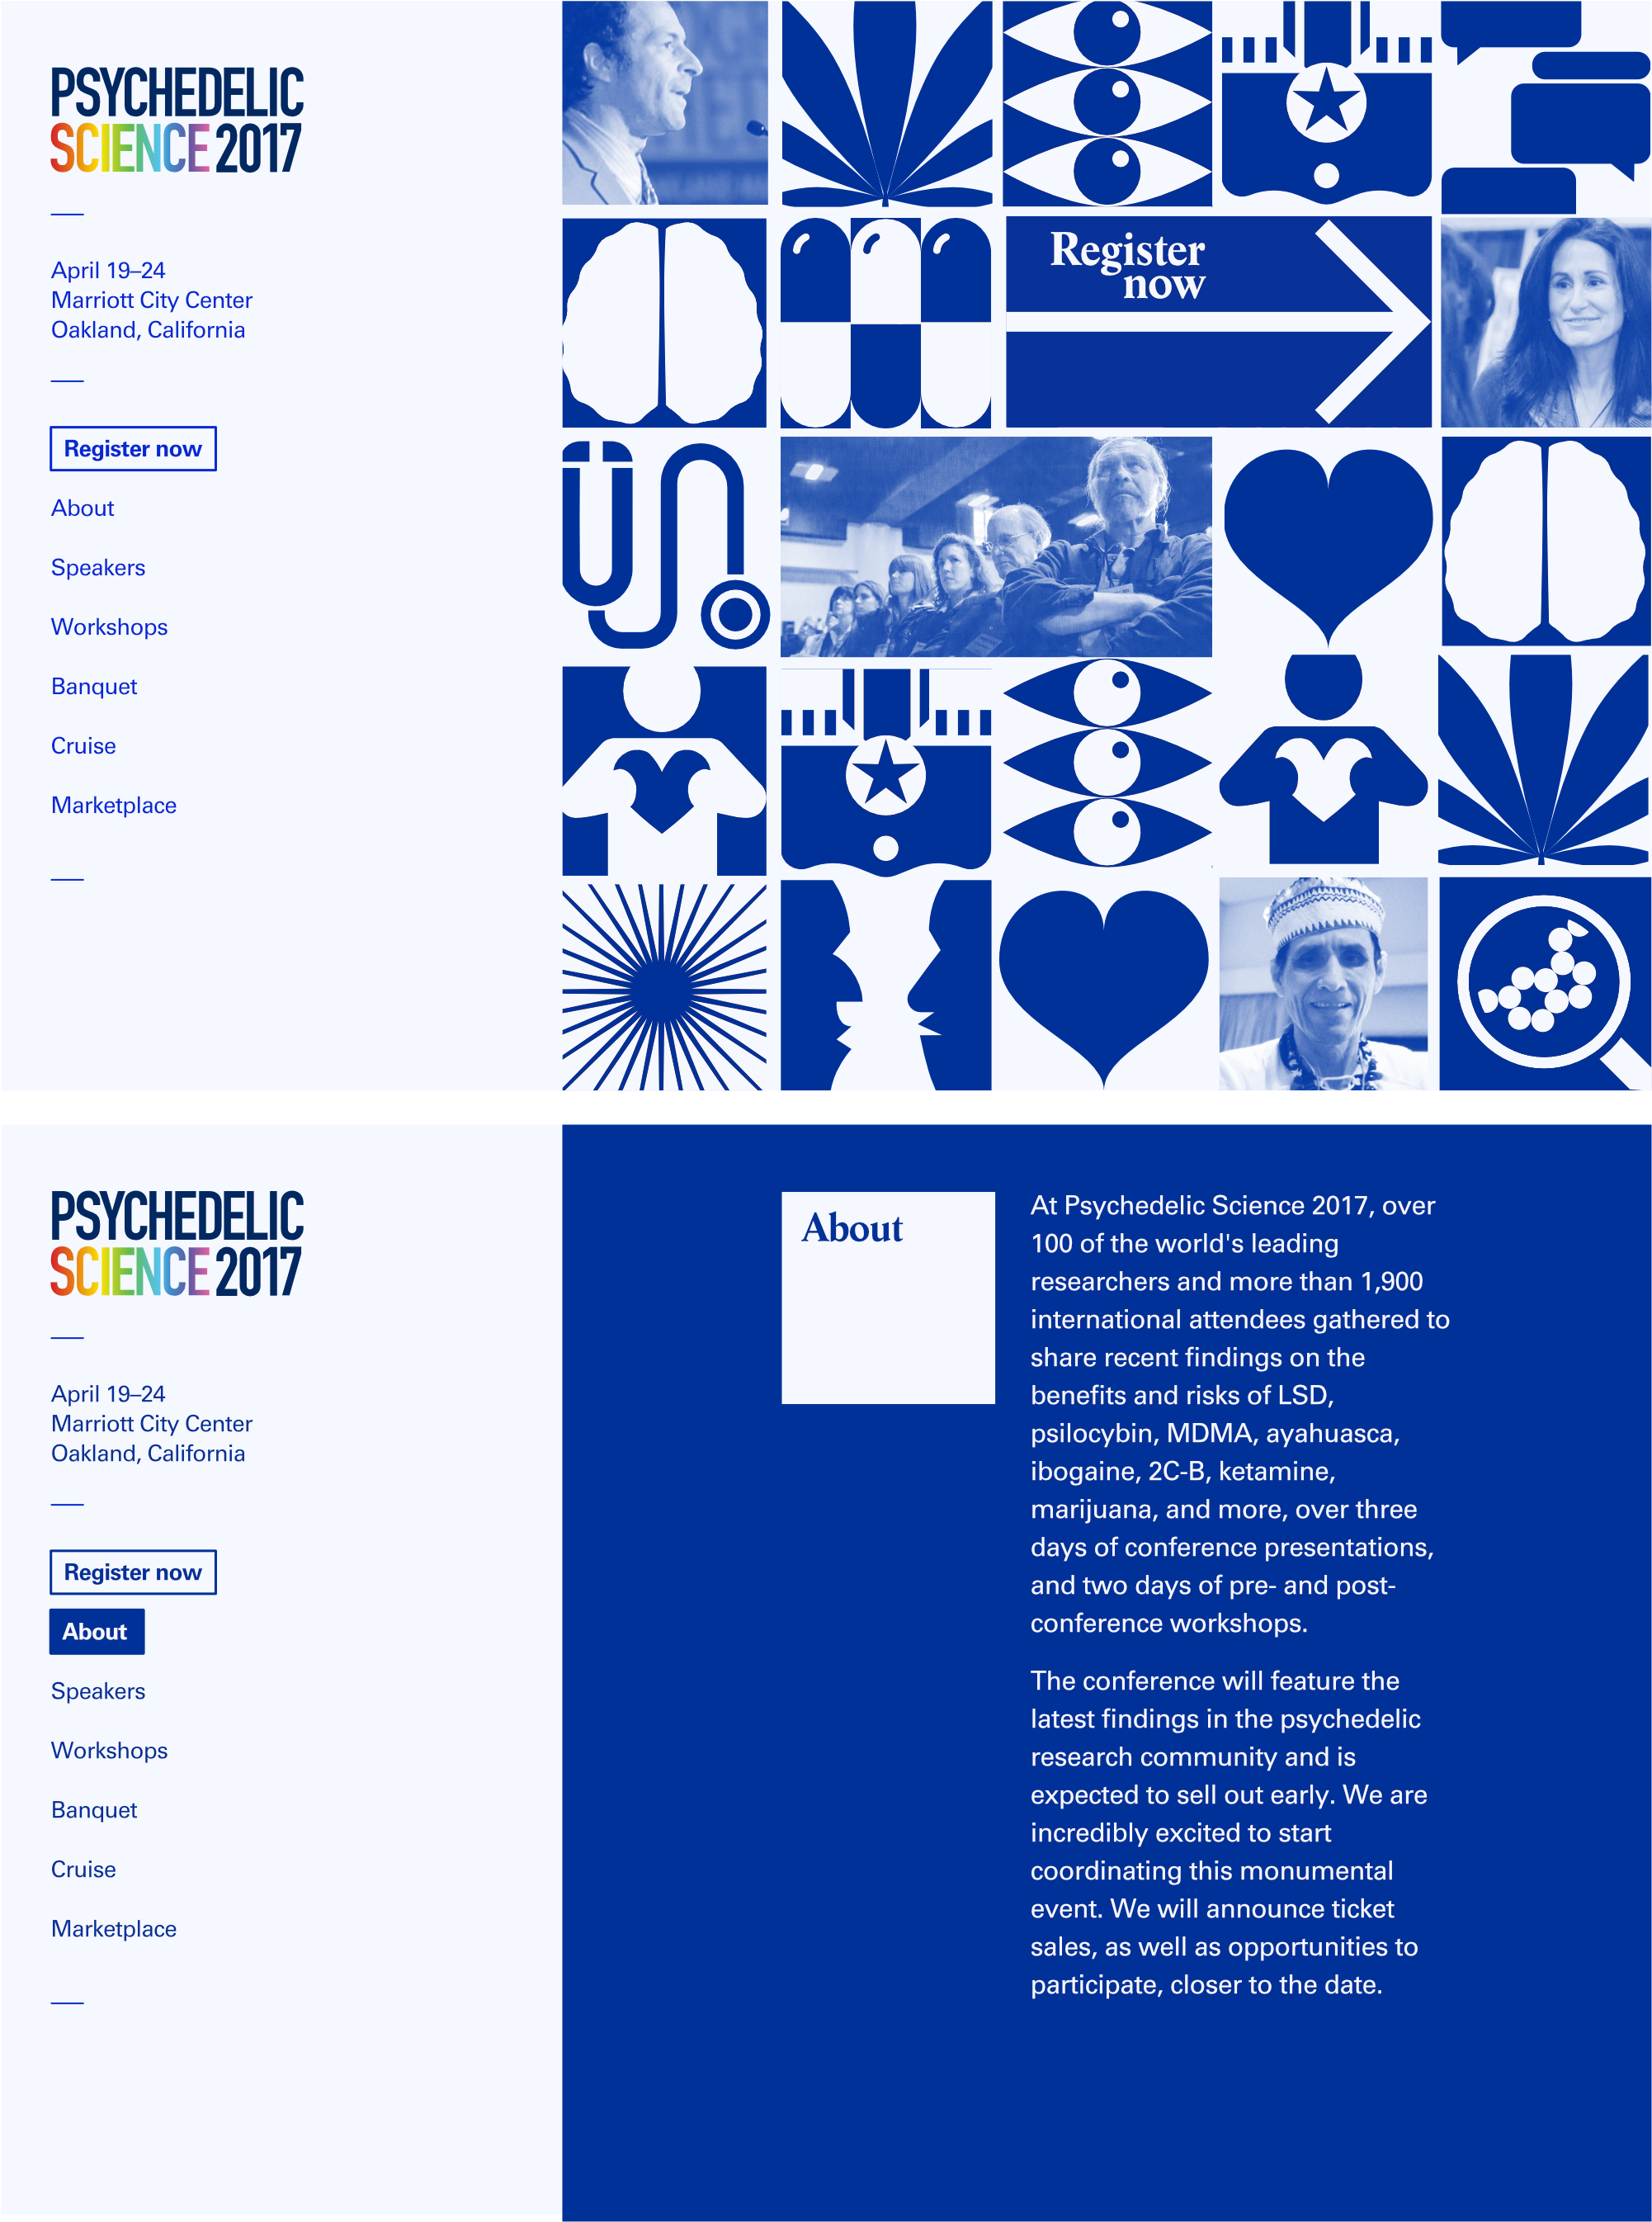 PSYCHEDELIC
SCIENCE 2017
April 19–24
Marriott City Center
Oakland, California
Register now
About
Speakers
Workshops
Banquet
Cruise
Marketplace
Register
now
PSYCHEDELIC
SCIENCE 2017
April 19–24
Marriott City Center
Oakland, California
Register now
About
Speakers
Workshops
Banquet
Cruise
Marketplace
About
At Psychedelic Science 2017, over
100 of the world's leading
researchers and more than 1,900
international attendees gathered to
share recent findings on the
benefits and risks of LSD,
psilocybin, MDMA, ayahuasca,
ibogaine, 2C-B, ketamine,
marijuana, and more, over three
days of conference presentations,
and two days of pre- and post-
conference workshops.
The conference will feature the
latest findings in the psychedelic
research community and is
expected to sell out early. We are
incredibly excited to start
coordinating this monumental
event. We will announce ticket
sales, as well as opportunities to
participate, closer to the date.